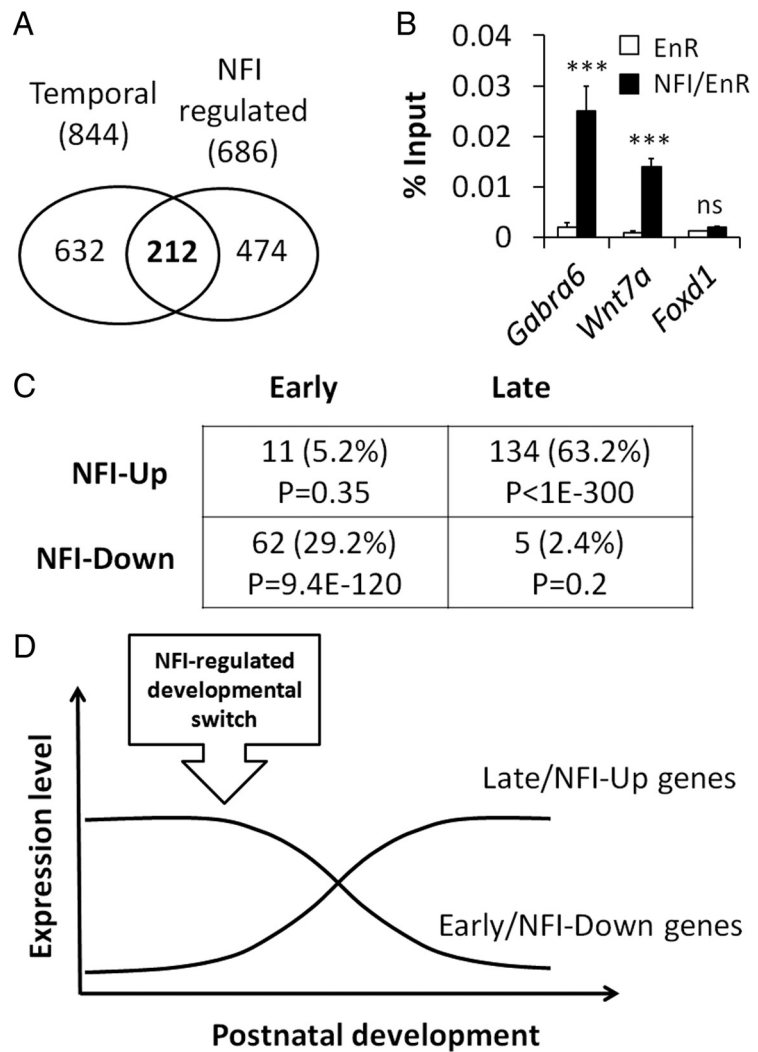 A
Temporal
(844)
NFI
regulated
(686)
632
212
474
B
% Input
0.04
0.03
0.02
0.01
0
EnR
NFI/EnR
***
***
ns
Gabra6
Wnt7a
Foxd1
C
Early
Late
NFI-Up
11 (5.2%)
P=0.35
134 (63.2%)
P<1E-300
NFI-Down
62 (29.2%)
P=9.4E-120
5 (2.4%)
P=0.2
D
NFI-regulated
developmental
switch
Expression level
Late/NFI-Up genes
Early/NFI-Down genes
Postnatal development